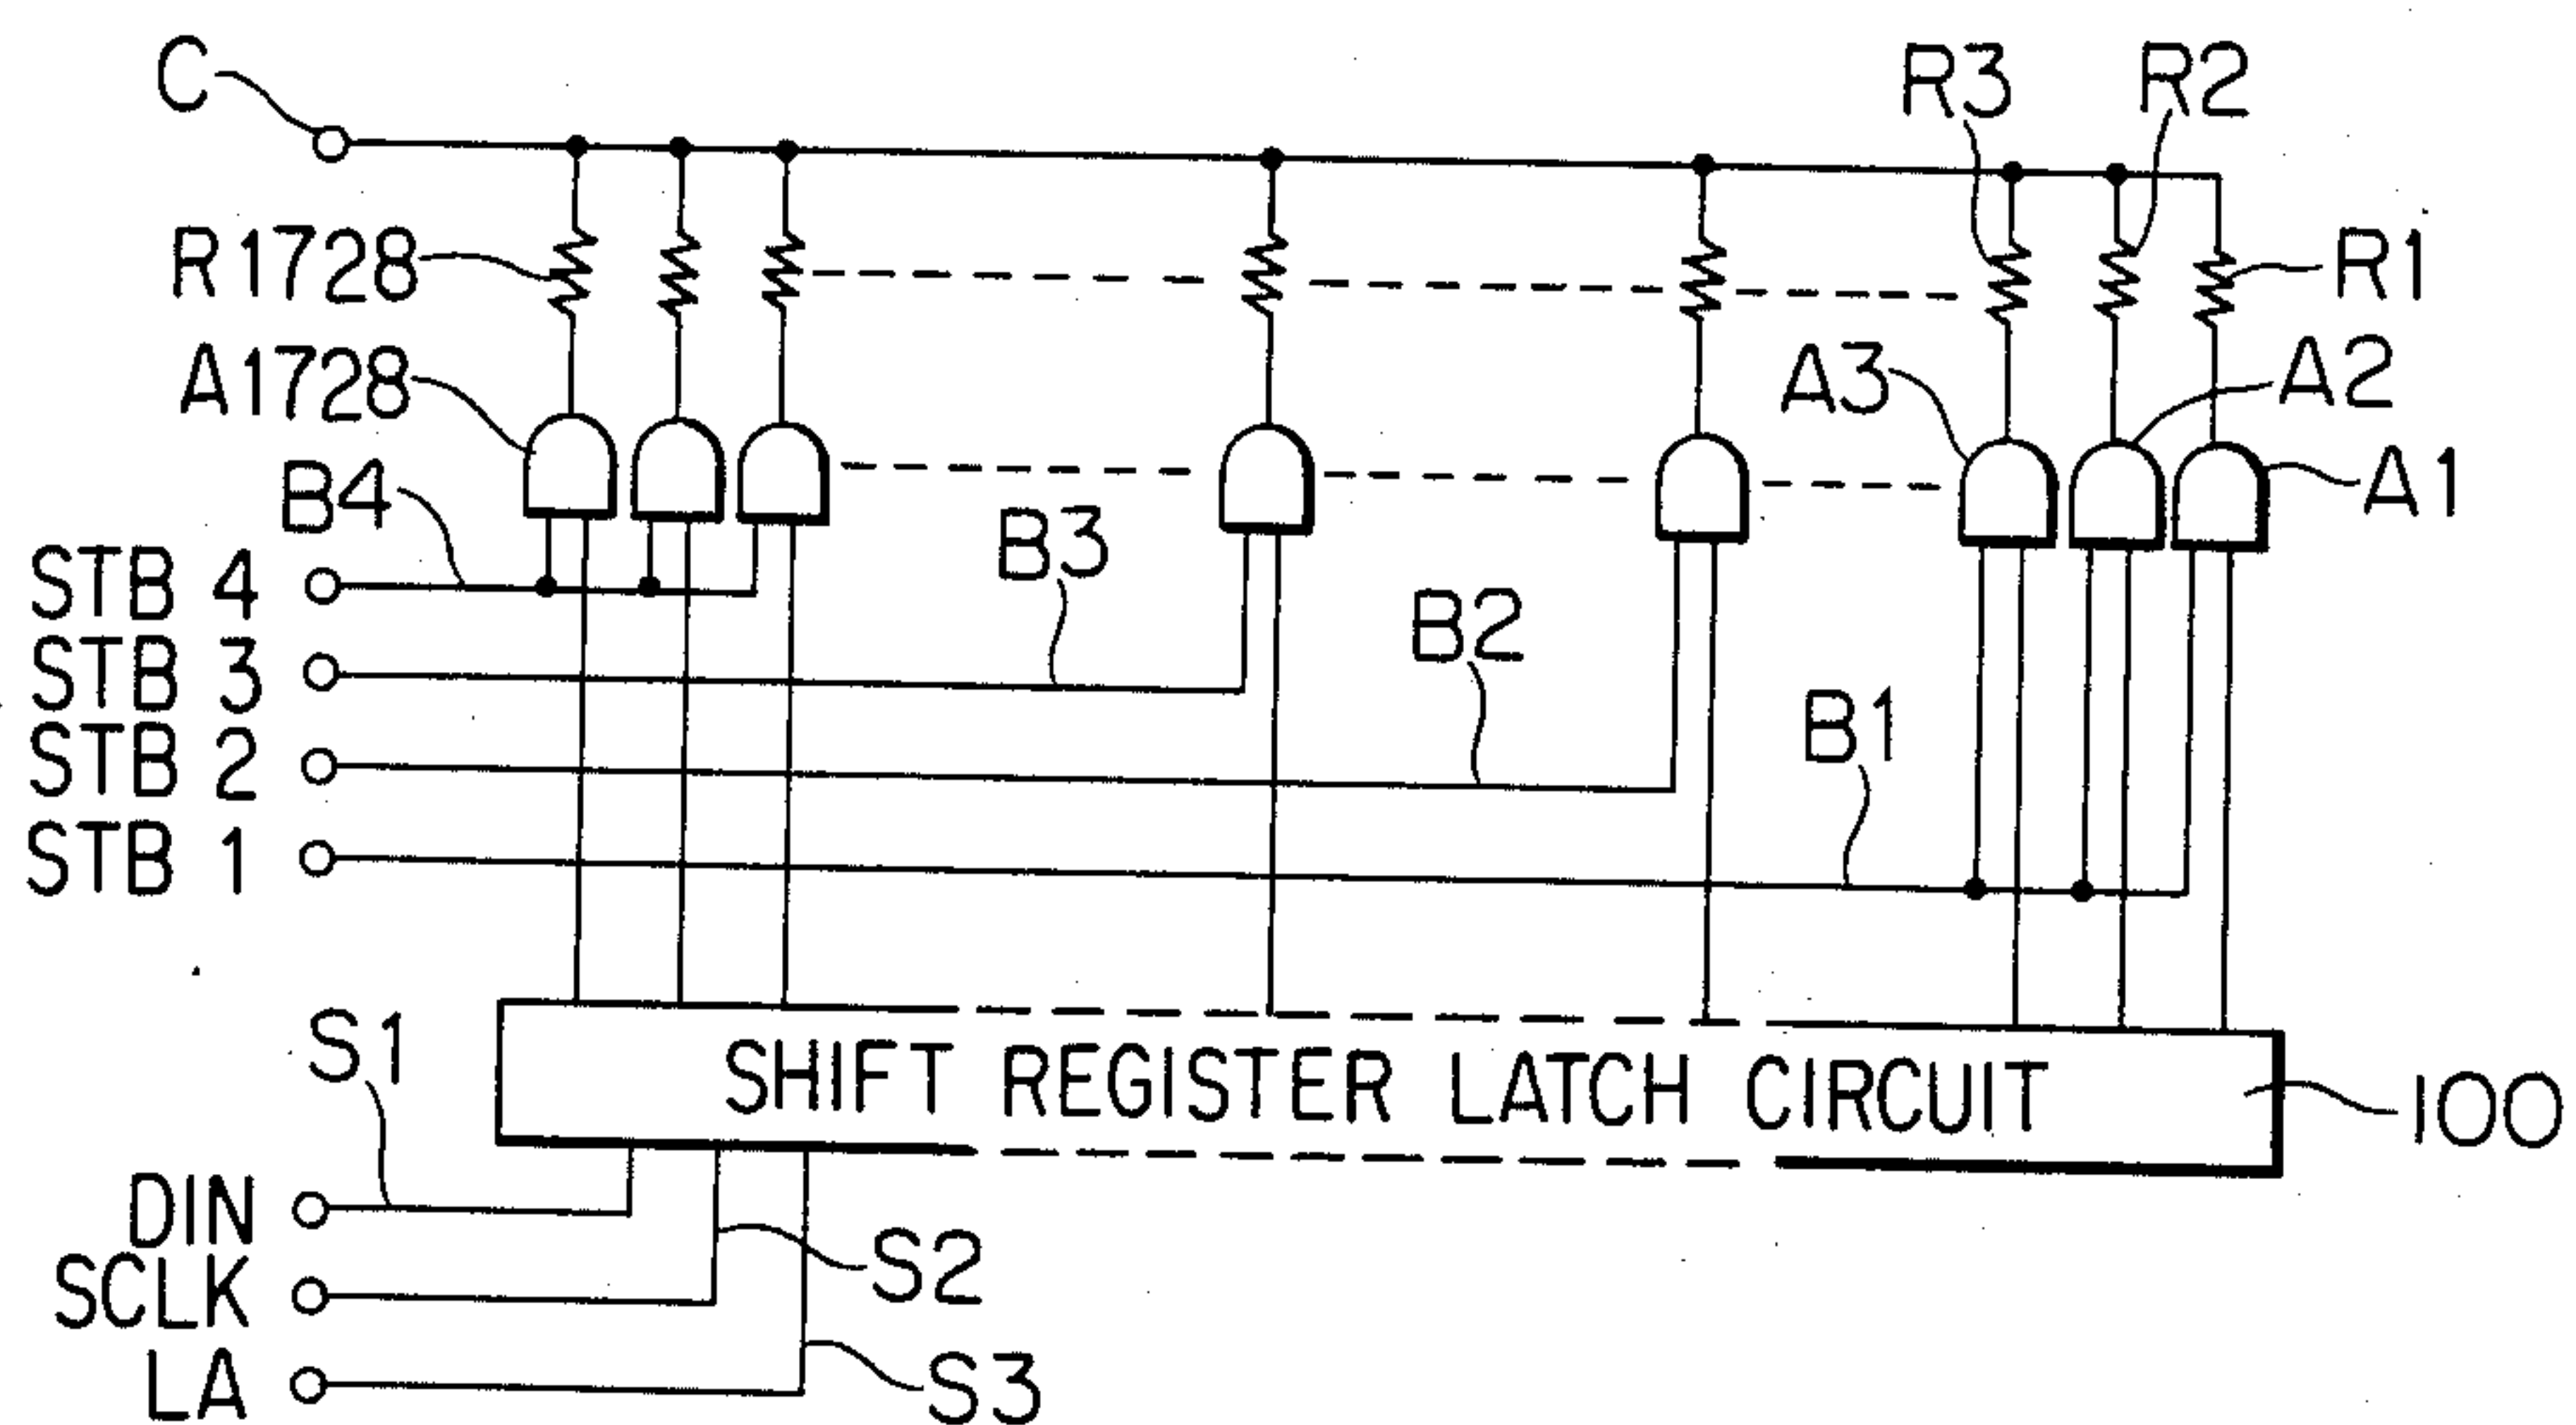 C
R3
R2
R1728
R1
A1728
A3
A2
A1
B4
B3
STB 4
B2
STB 3
B1
STB 2
STB 1
S1
SHIFT REGISTER LATCH CIRCUIT
100
DIN
S2
SCLK
LA
S3